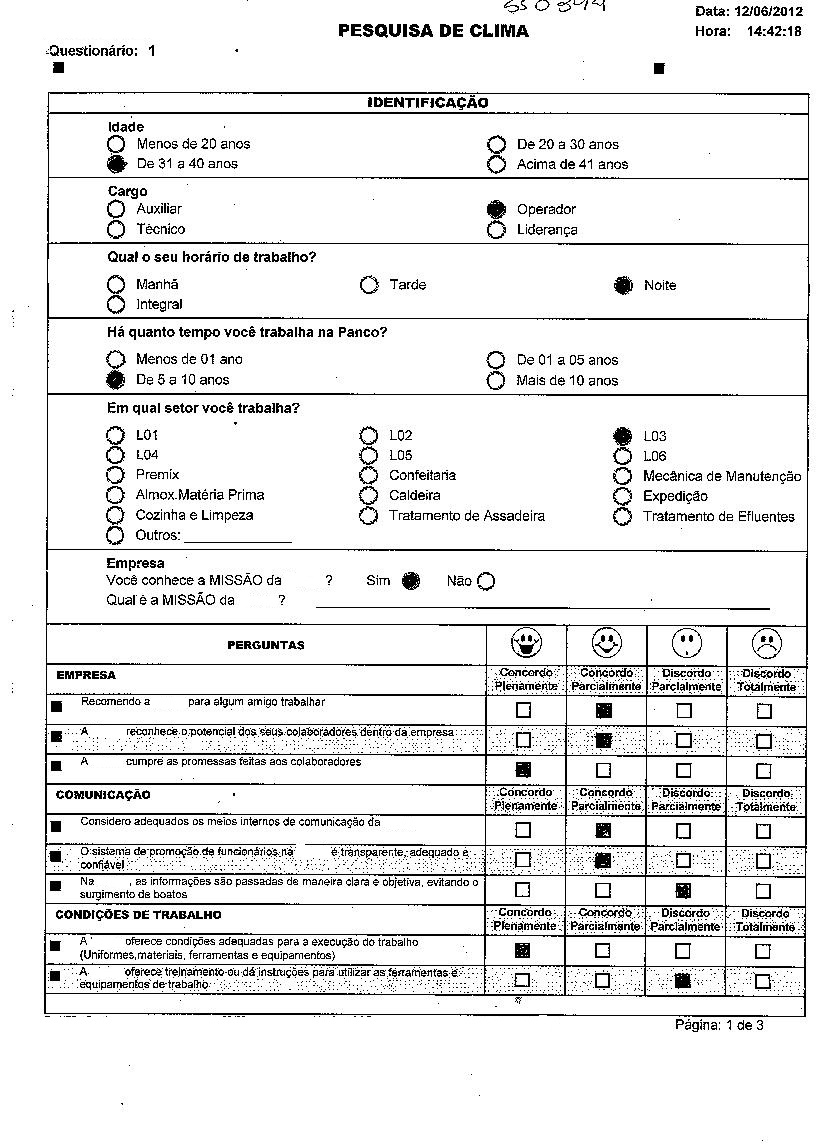 550844
Data: 12/06/2012
PESQUISA DE CLIMA
Hora: 14:42:18
Questionário: 1
IDENTIFICAÇÃO
Idade
Menos de 20 anos De 20 a 30 anos
De 31 a 40 anos Acima de 41 anos
Cargo
Auxiliar Operador
Técnico Liderança
Qual o seu horário de trabalho?
Manhã Tarde Noite
Integral
Há quanto tempo você trabalha na Panco?
Menos de 01 ano De 01 a 05 anos
De 5 a 10 anos Mais de 10 anos
Em qual setor você trabalha?
L01 L02 L03
L04 L05 L06
Premix Confeitaria Mecânica de Manutenção
Almox.Matéria Prima Caldeira Expedição
Cozinha e Limpeza Tratamento de Assadeira Tratamento de Efluentes
Outros:
Empresa
Você conhece a MISSÃO da ? Sim Não
Qual é a MISSÃO da ?
PERGUNTAS
EMPRESA Concordo Plenamente Concordo Parcialmente Discordo Parcialmente Discordo Totalmente
Recomendo a para algum amigo trabalhar
A reconhece o potencial dos seus colaboradores dentro da empresa
A cumpre as promessas feitas aos colaboradores
COMUNICAÇÃO Concordo Plenamente Concordo Parcialmente Discordo Parcialmente Discordo Totalmente
Considero adequados os meios internos de comunicação da
O sistema de promoção de funcionários na é transparente, adequado e
confiável
Na , as informações são passadas de maneira clara e objetiva, evitando o
surgimento de boatos
CONDIÇÕES DE TRABALHO Concordo Plenamente Concordo Parcialmente Discordo Parcialmente Discordo Totalmente
A oferece condições adequadas para a execução do trabalho
(Uniformes,materiais, ferramentas e equipamentos)
A oferece treinamento ou dá instruções para utilizar as ferramentas e
equipamentos de trabalho
Página: 1 de 3